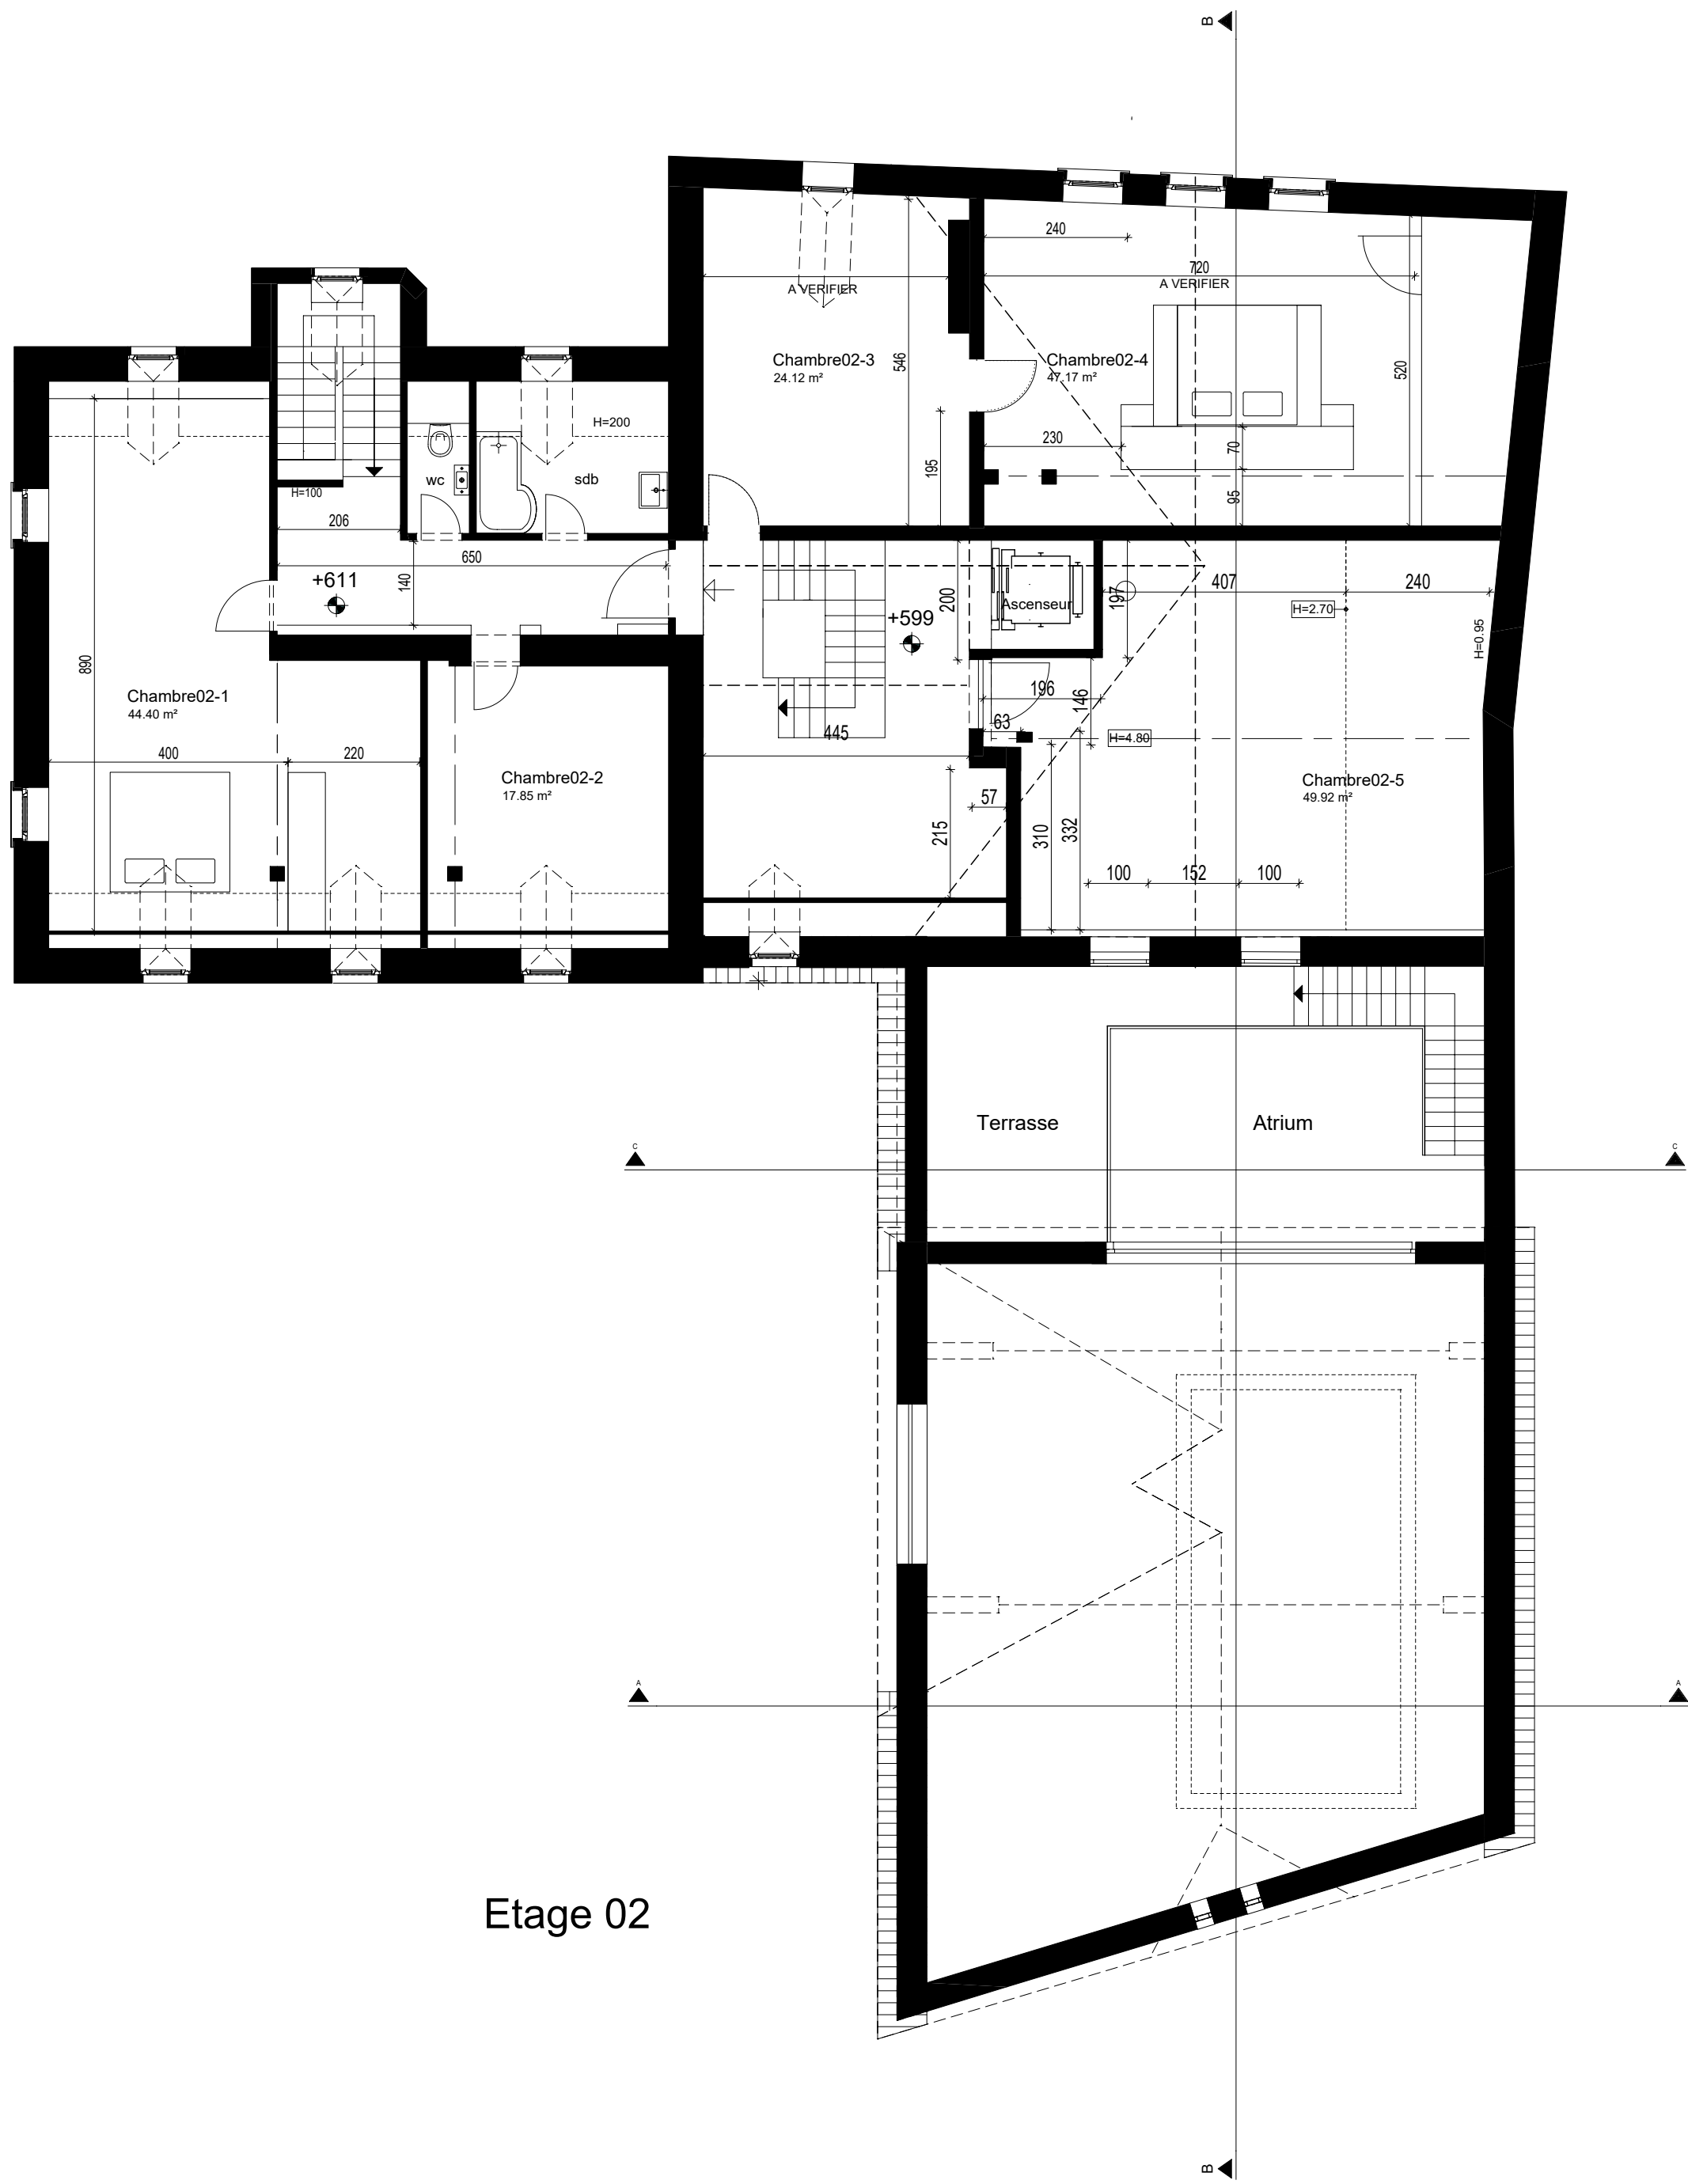 B
240
720
A VERIFIER
A VERIFIER
Chambre02-3
24.12 m²
546
Chambre02-4
47.17 m²
520
H=200
230
70
195
95
wc
sdb
H=100
206
650
+611
140
+599
200
Ascenseur
197
407
240
H=2.70
H=0.95
890
Chambre02-1
44.40 m²
196
146
63
445
H=4.80
400
220
Chambre02-2
17.85 m²
Chambre02-5
49.92 m²
57
215
310
332
100
152
100
Terrasse
Atrium
C
C
A
A
Etage 02
B